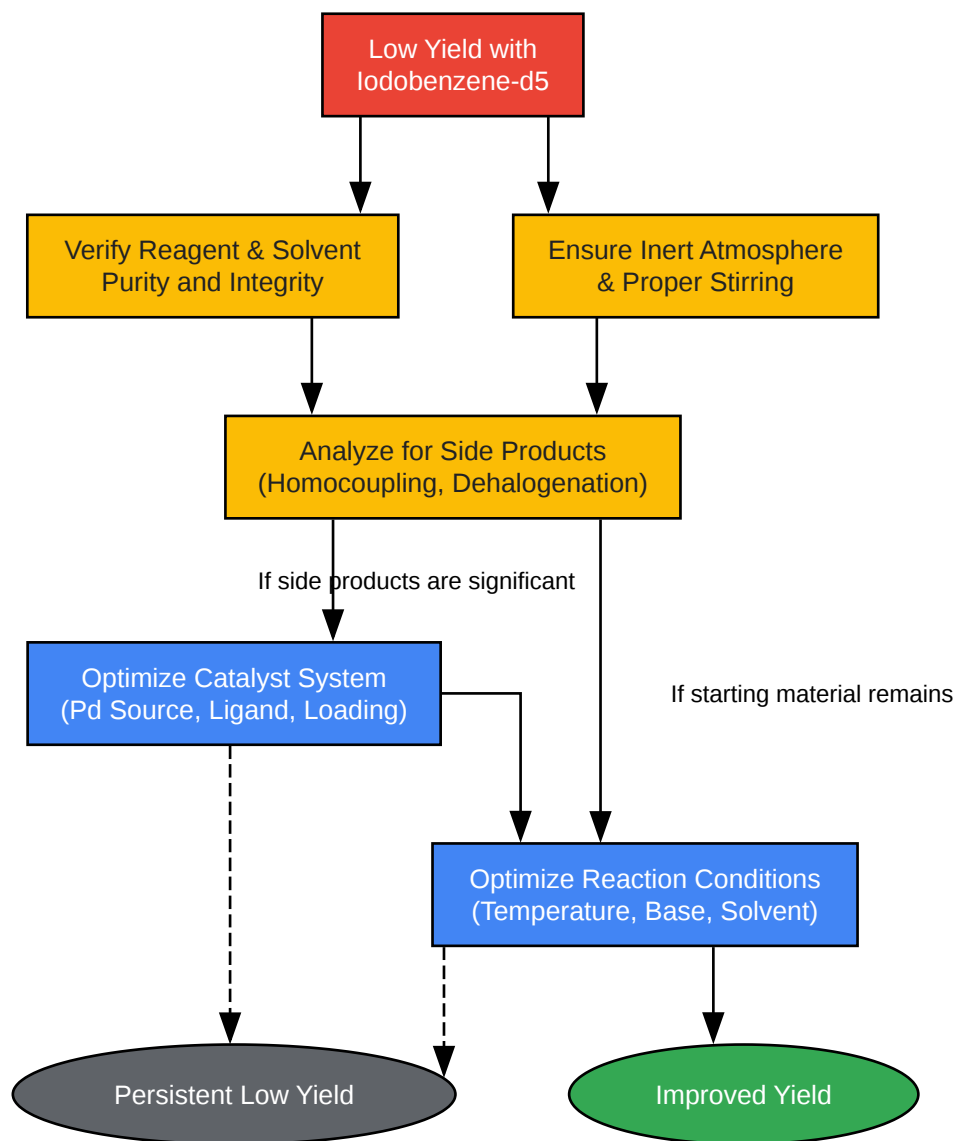 Low Yield with
Iodobenzene-d5
Verify Reagent & Solvent
Purity and Integrity
Ensure Inert Atmosphere
& Proper Stirring
Analyze for Side Products
(Homocoupling, Dehalogenation)
If side products are significant
Optimize Catalyst System
(Pd Source, Ligand, Loading)
If starting material remains
Optimize Reaction Conditions
(Temperature, Base, Solvent)
Persistent Low Yield
Improved Yield